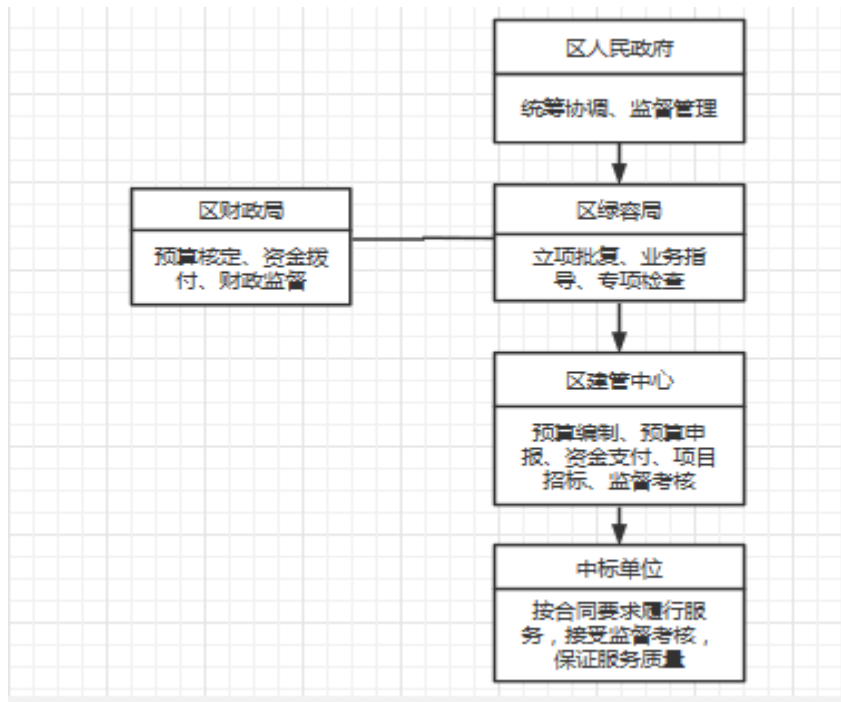 区人民政府
统筹协调、监督管理
区财政局
预算核定、资金拨
付、财政监督
区绿容局
立项批复、业务指
导、专项检查
区建管中心
预算编制、预算申
报、资金支付、项目
招标、监督考核
中标单位
按合同要求履行服
务，接受监督考核，
保证服务质量